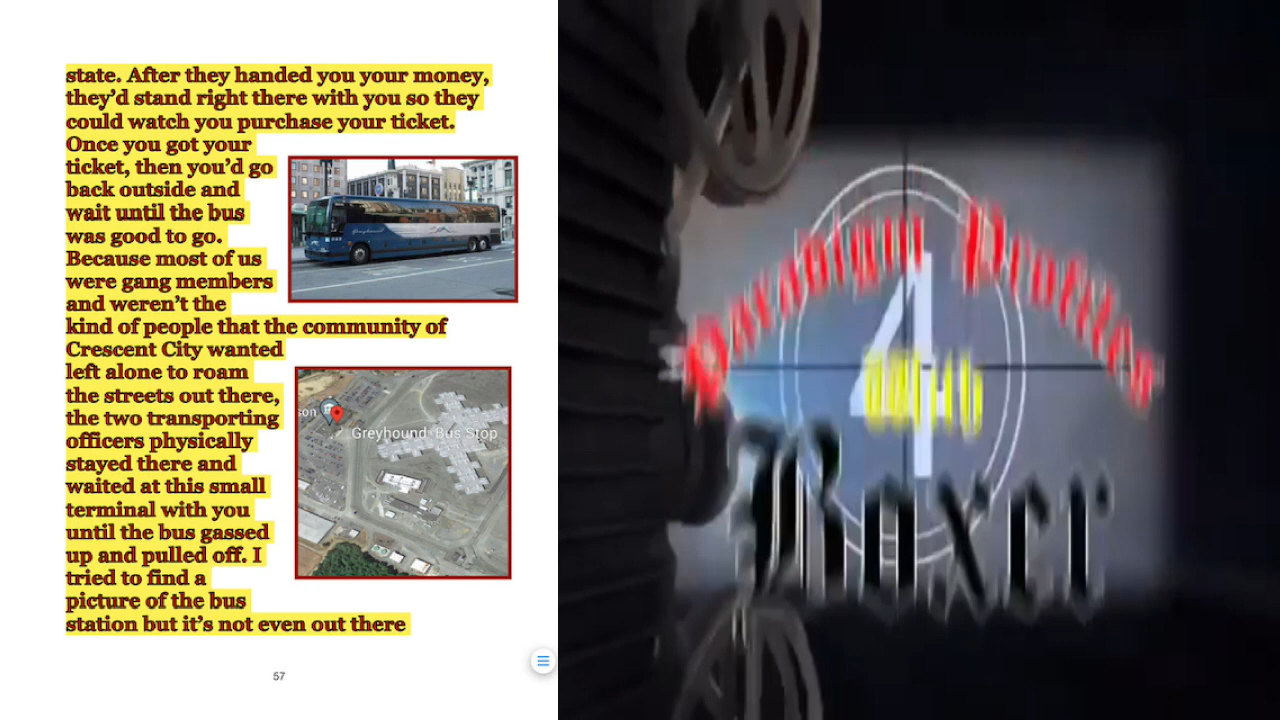 state. After they handed you your money,
they'd stand right there with you so they
could watch you purchase your ticket.
Once you got your
ticket, then you'd go
back outside and
wait until the bus
was good to go.
Because most of us
were gang members
and weren't the
kind of people that the community of
Crescent City wanted
left alone to roam
the streets out there,
the two transporting
officers physically
stayed there and
waited at this small
terminal with you
until the bus gassed
up and pulled off. I
tried to find a
picture of the bus
station but it's not even out there
57
son
Greyhound Bus Stop
Paradigm Profiles
4
Boxer